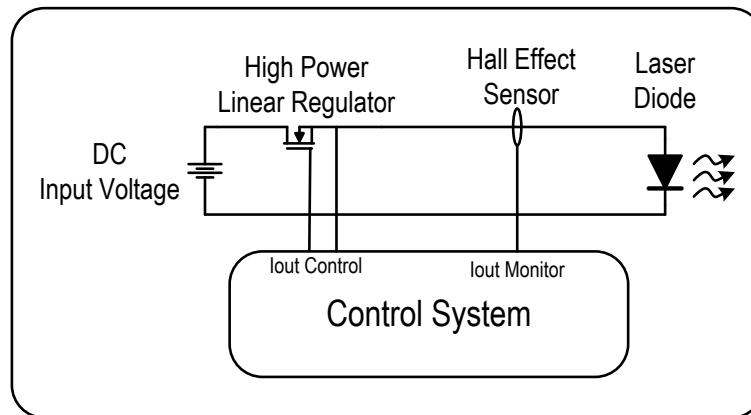 High Power
Linear Regulator
Hall Effect
Sensor
Laser
Diode
DC
Input Voltage
Iout Control
Iout Monitor
Control System